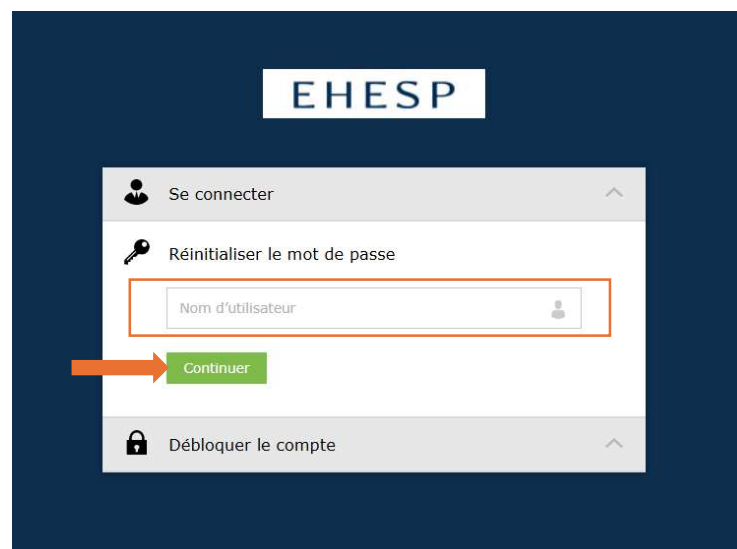 EHESP
Se connecter
Réinitialiser le mot de passe
Nom d'utilisateur
Continuer
Débloquer le compte